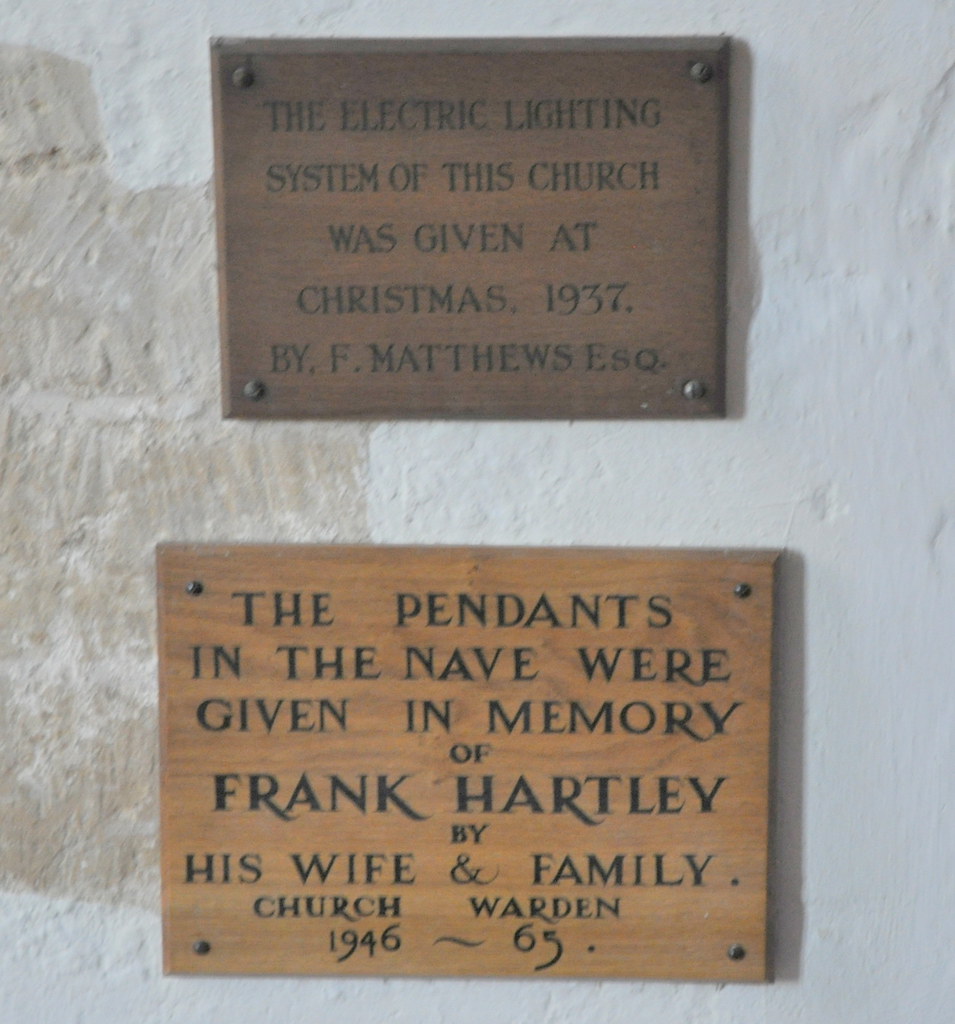 THE ELECTRIC LIGHTING
SYSTEM OF THIS CHURCH
WAS GIVEN AT
CHRISTMAS, 1937.
BY, F. MATTHEWS ESQ.
THE PENDANTS
IN THE NAVE WERE
GIVEN IN MEMORY
OF
FRANK HARTLEY
BY
HIS WIFE & FAMILY.
CHURCH WARDEN
1946 ~ 65.